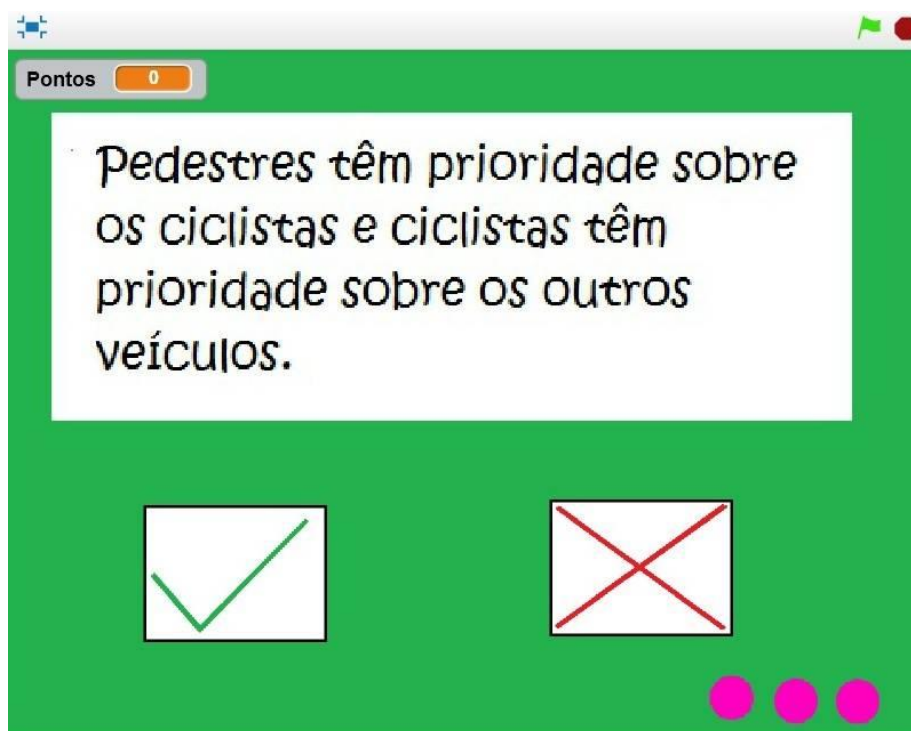 Pontos 0
Pedestres têm prioridade sobre
os ciclistas e ciclistas têm
prioridade sobre os outros
veículos.